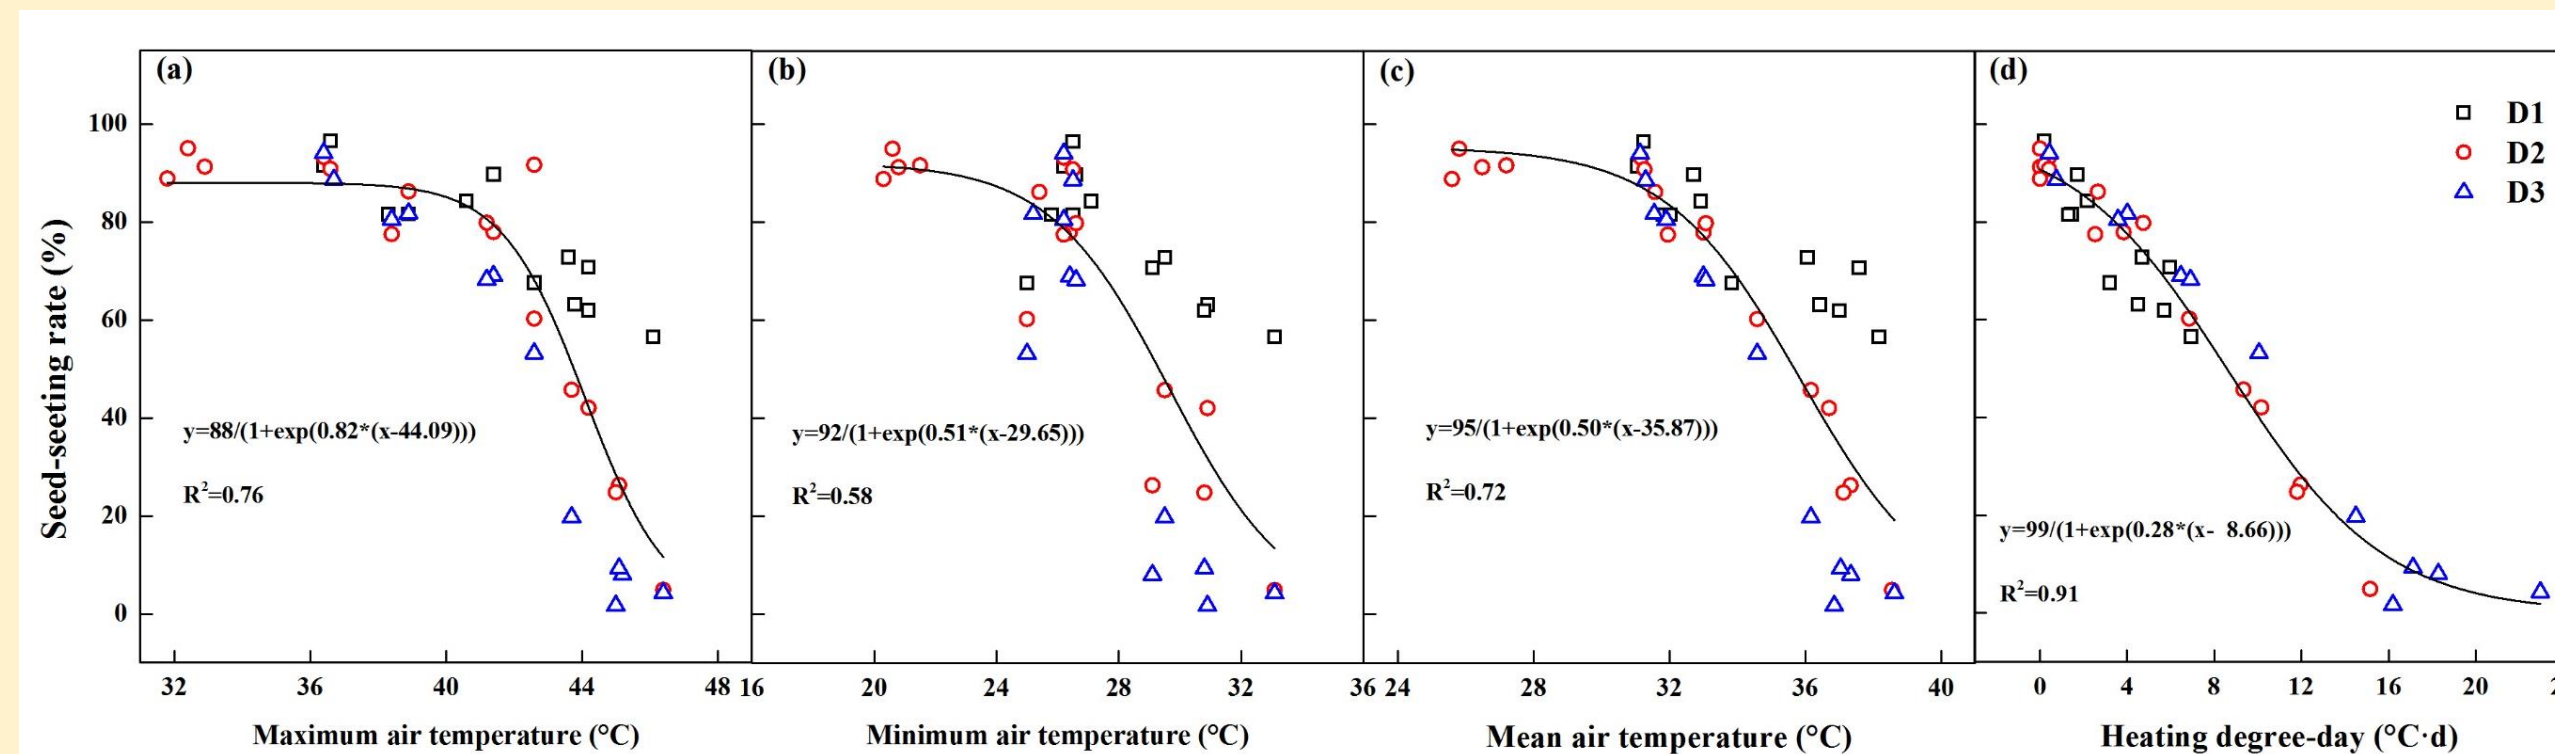 (a)
(b)
(c)
(d)
D1
D2
D3
100
80
60
40
20
0
Seed-seeting rate (%)
y=88/(1+exp(0.82*(x-44.09)))
R²=0.76
y=92/(1+exp(0.51*(x-29.65)))
R²=0.58
y=95/(1+exp(0.50*(x-35.87)))
R²=0.72
y=99/(1+exp(0.28*(x- 8.66)))
R²=0.91
32 36 40 44 48
16 20 24 28 32 36
24 28 32 36 40
0 4 8 12 16 20
Maximum air temperature (°C)
Minimum air temperature (°C)
Mean air temperature (°C)
Heating degree-day (°C·d)